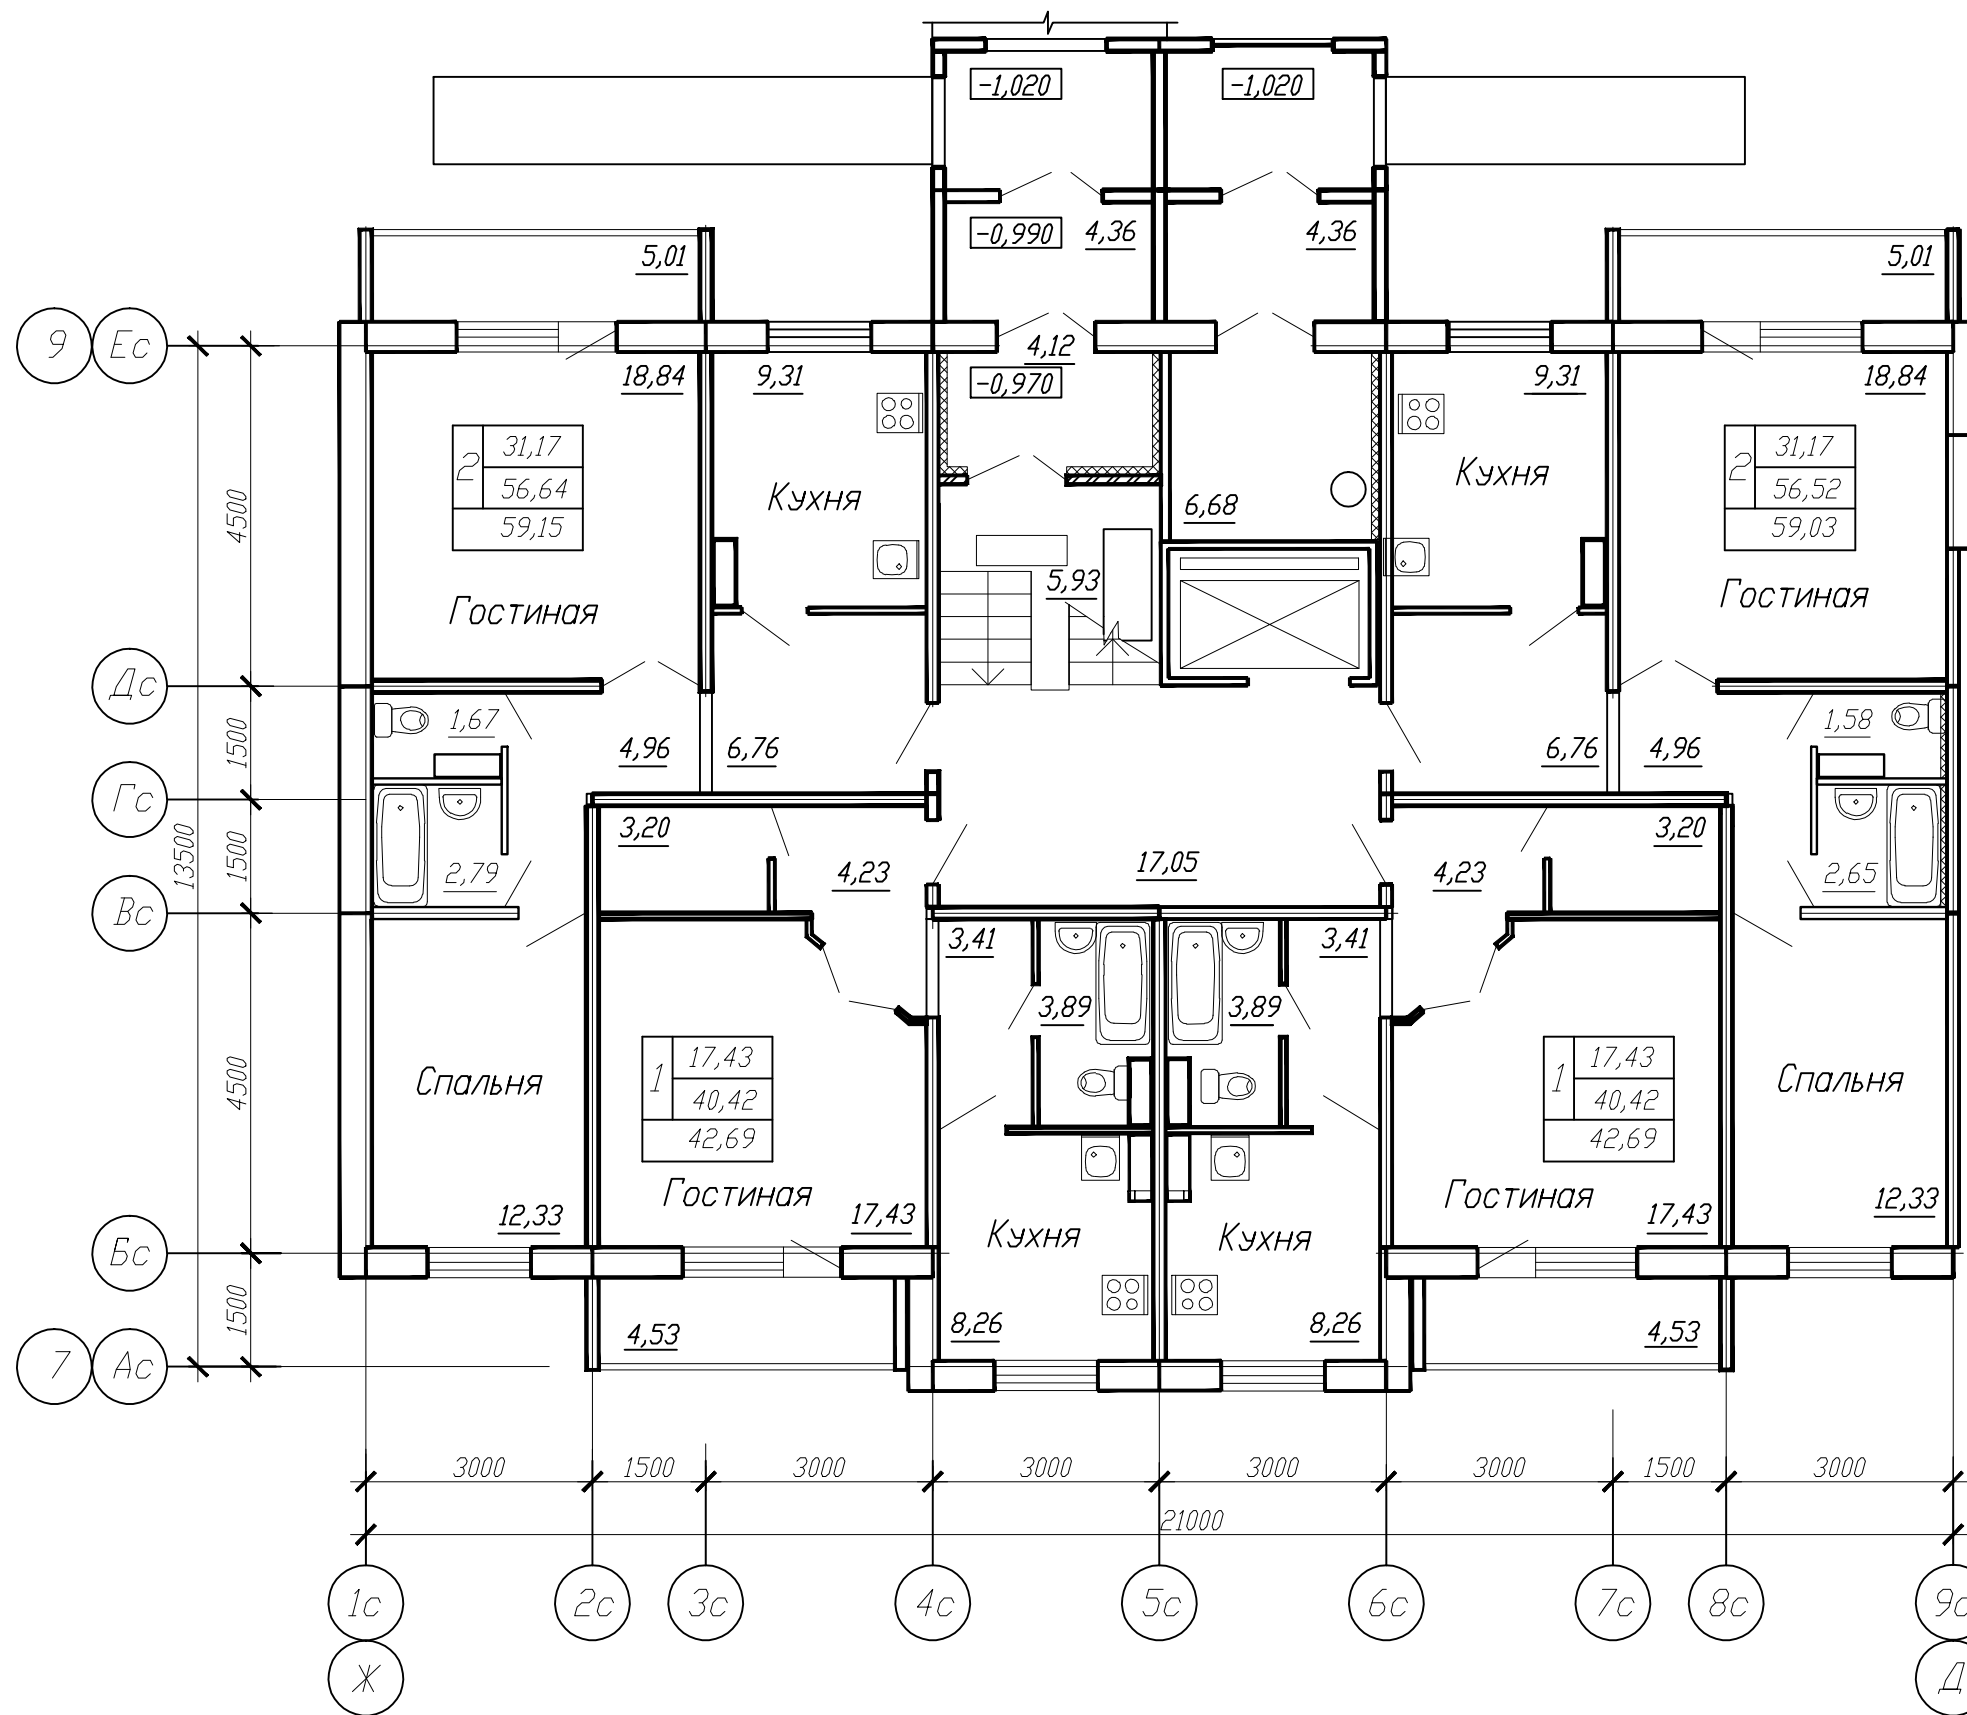 -1,020
-1,020
-0,990
4,36
4,36
5,01
5,01
9
Ес
4,12
-0,970
18,84
9,31
9,31
18,84
2
31,17
56,64
59,15
2
31,17
56,52
59,03
Кухня
Кухня
4500
6,68
5,93
Гостиная
Гостиная
Дс
1,67
1,58
1500
4,96
6,76
6,76
4,96
Гс
13500
1500
3,20
3,20
2,79
4,23
17,05
4,23
2,65
Вс
3,41
3,41
3,89
3,89
4500
1
17,43
40,42
42,69
1
17,43
40,42
42,69
Спальня
Спальня
Гостиная
Гостиная
12,33
17,43
17,43
12,33
Кухня
Кухня
Бс
1500
4,53
8,26
8,26
4,53
7
Ас
3000
1500
3000
3000
3000
3000
1500
3000
21000
1с
2с
3с
4с
5с
6с
7с
8с
9с
Ж
Д